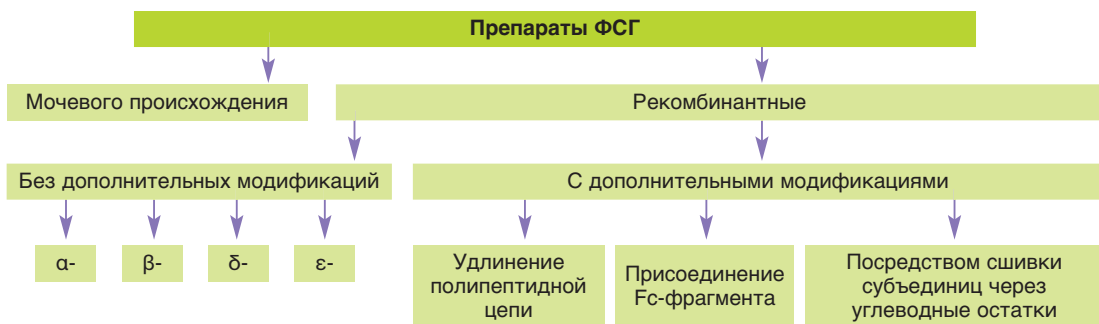 Препараты ФСГ
Мочевого происхождения
Рекомбинантные
Без дополнительных модификаций
С дополнительными модификациями
α-
β-
δ-
ε-
Удлинение
полипептидной
цепи
Присоединение
Fc-фрагмента
Посредством сшивки
субъединиц через
углеводные остатки